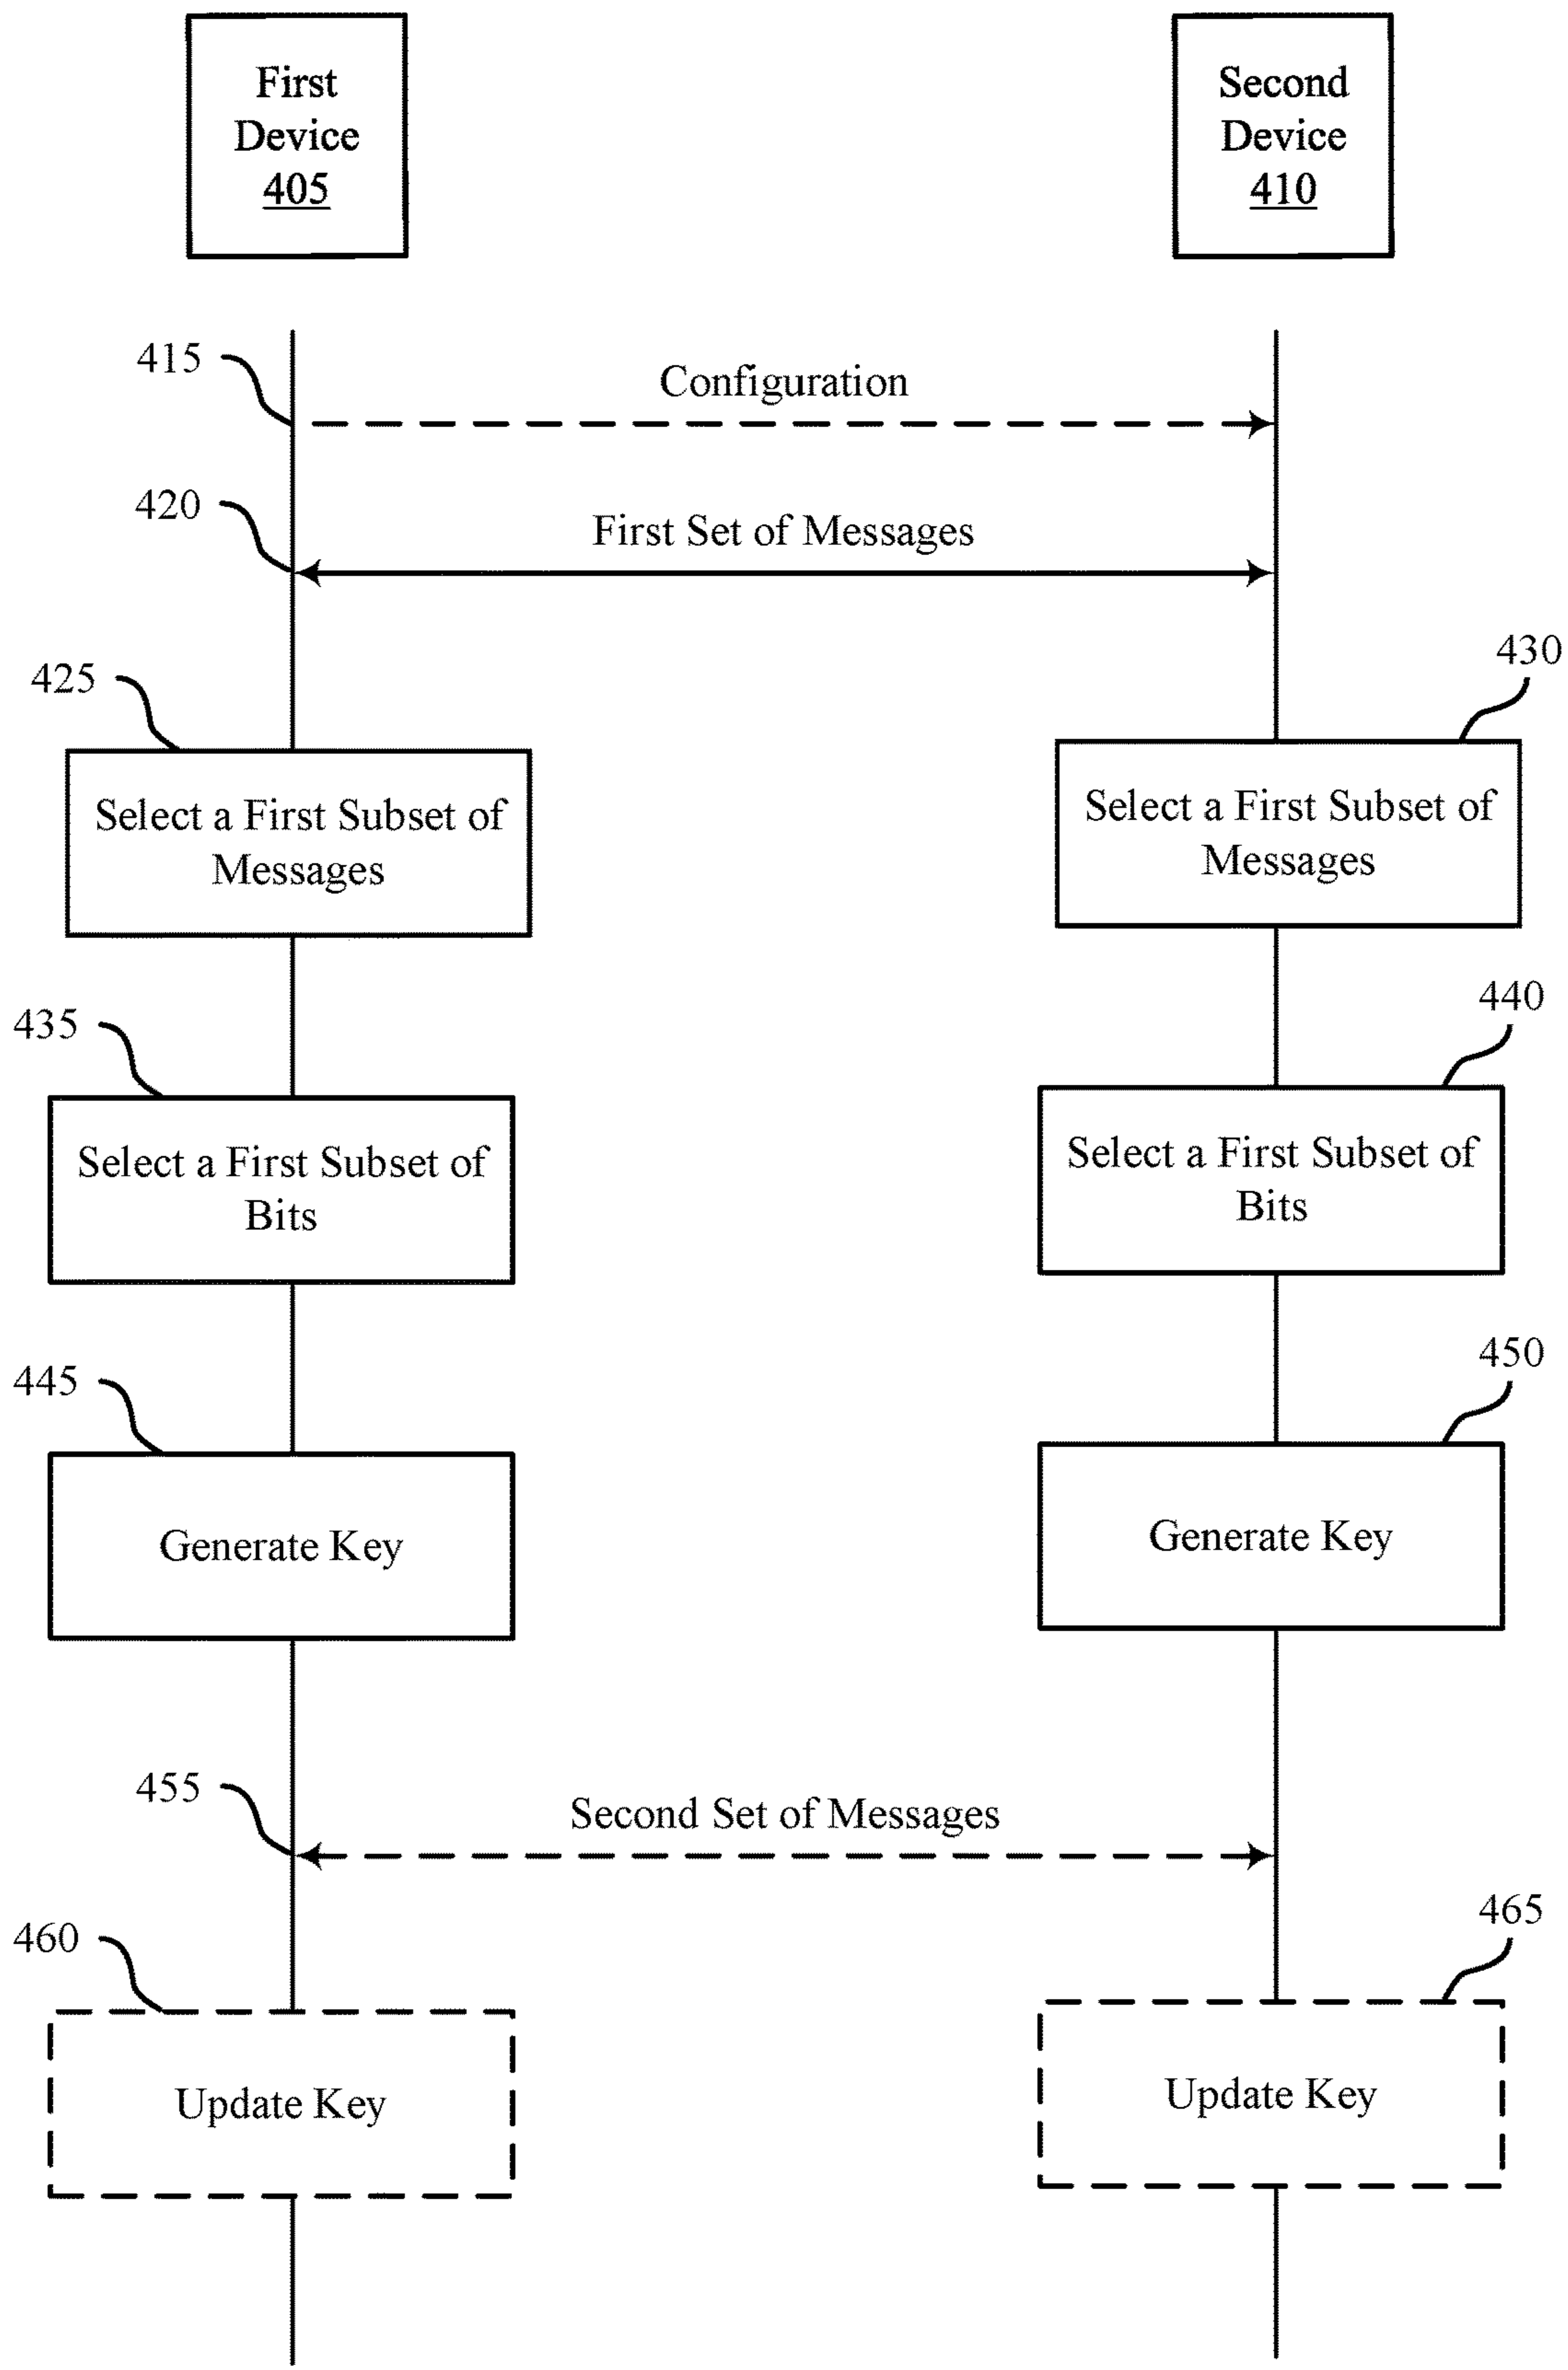 First
Device
405
Second
Device
410
415
Configuration
420
First Set of Messages
425
430
Select a First Subset of
Messages
Select a First Subset of
Messages
435
440
Select a First Subset of
Bits
Select a First Subset of
Bits
445
450
Generate Key
Generate Key
455
Second Set of Messages
460
465
Update Key
Update Key